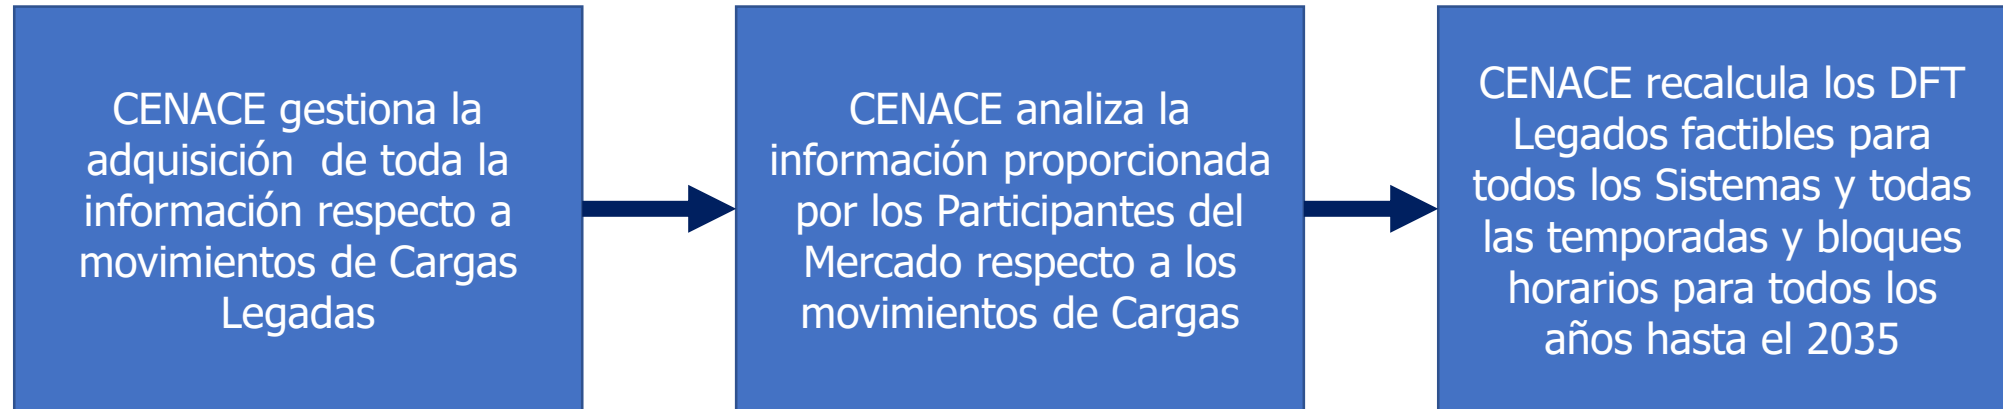 CENACE gestiona la
adquisición  de toda la
información respecto a
movimientos de Cargas
Legadas
CENACE analiza la
información proporcionada
por los Participantes del
Mercado respecto a los
movimientos de Cargas
CENACE recalcula los DFT
Legados factibles para
todos los Sistemas y todas
las temporadas y bloques
horarios para todos los
años hasta el 2035